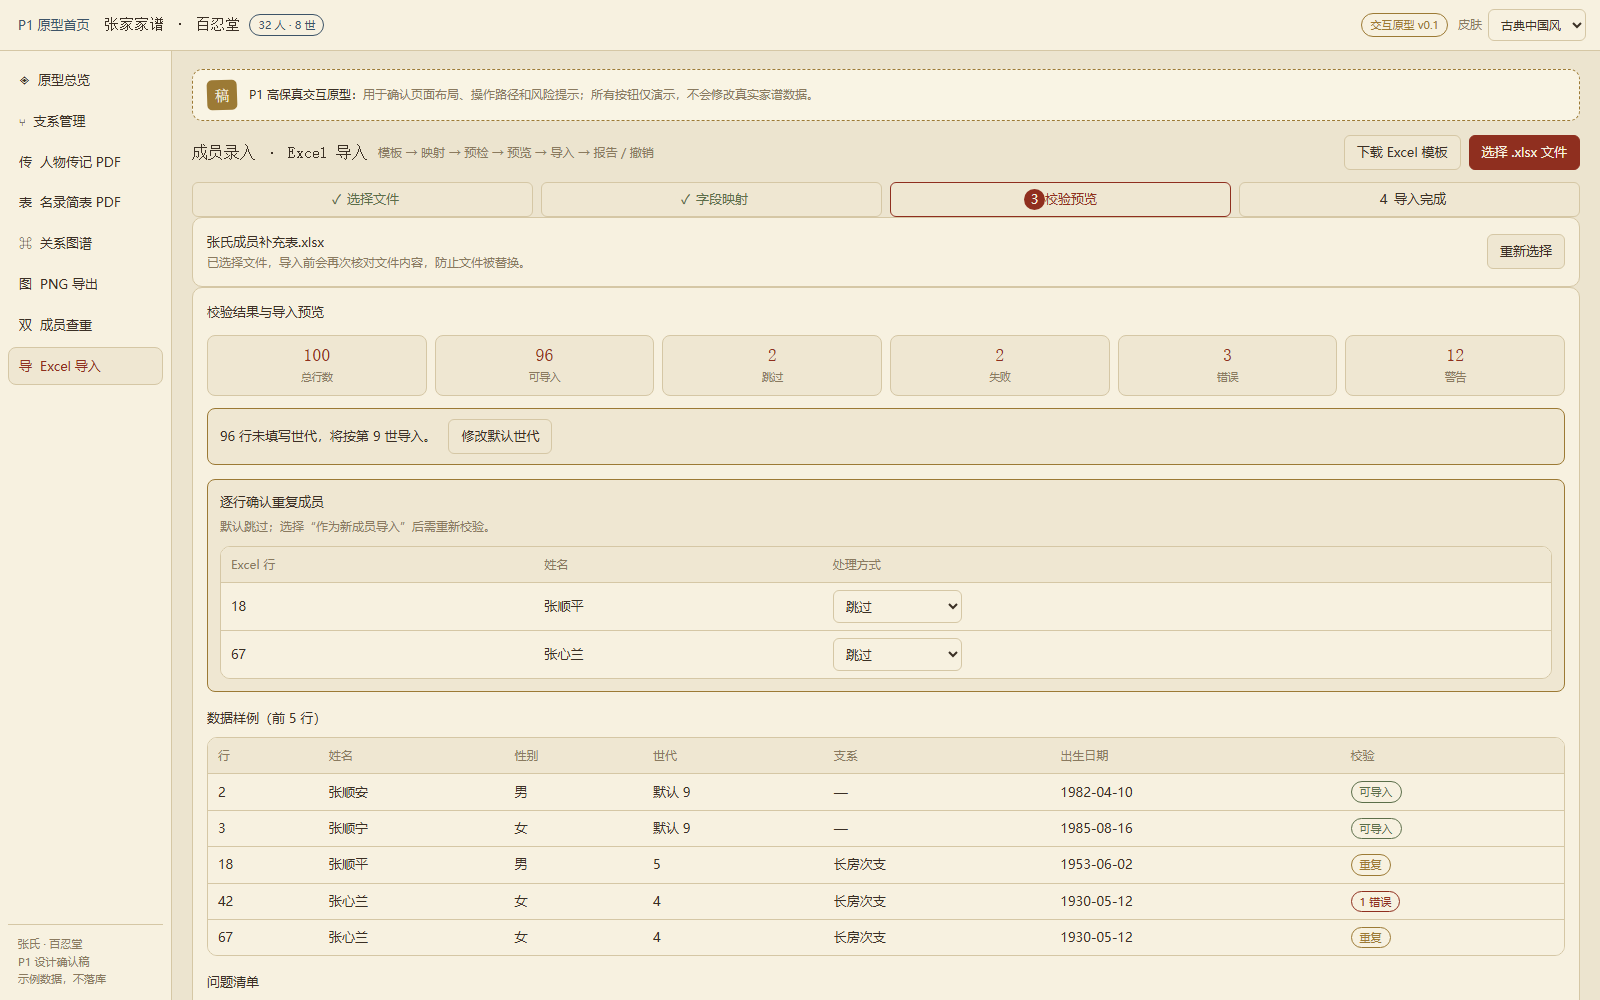 P1 原型首页 张家家谱 · 百忍堂 32 人 · 8 世
交互原型 v0.1 皮肤 古典中国风
◈ 原型总览
⑂ 支系管理
传 人物传记 PDF
表 名录简表 PDF
⌘ 关系图谱
图 PNG 导出
双 成员查重
导 Excel 导入
张氏 · 百忍堂
P1 设计确认稿
示例数据，不落库
稿 P1 高保真交互原型：用于确认页面布局、操作路径和风险提示；所有按钮仅演示，不会修改真实家谱数据。
成员录入 · Excel 导入 模板 → 映射 → 预检 → 预览 → 导入 → 报告 / 撤销
下载 Excel 模板 选择 .xlsx 文件
✓ 选择文件 ✓ 字段映射 3 校验预览 4 导入完成
张氏成员补充表.xlsx
已选择文件，导入前会再次核对文件内容，防止文件被替换。
重新选择
校验结果与导入预览
100 96 2 2 3 12
总行数 可导入 跳过 失败 错误 警告
96 行未填写世代，将按第 9 世导入。 修改默认世代
逐行确认重复成员
默认跳过；选择“作为新成员导入”后需重新校验。
Excel 行 姓名 处理方式
18 张顺平 跳过
67 张心兰 跳过
数据样例（前 5 行）
行 姓名 性别 世代 支系 出生日期 校验
2 张顺安 男 默认 9 — 1982-04-10 可导入
3 张顺宁 女 默认 9 — 1985-08-16 可导入
18 张顺平 男 5 长房次支 1953-06-02 重复
42 张心兰 女 4 长房次支 1930-05-12 1 错误
67 张心兰 女 4 长房次支 1930-05-12 重复
问题清单